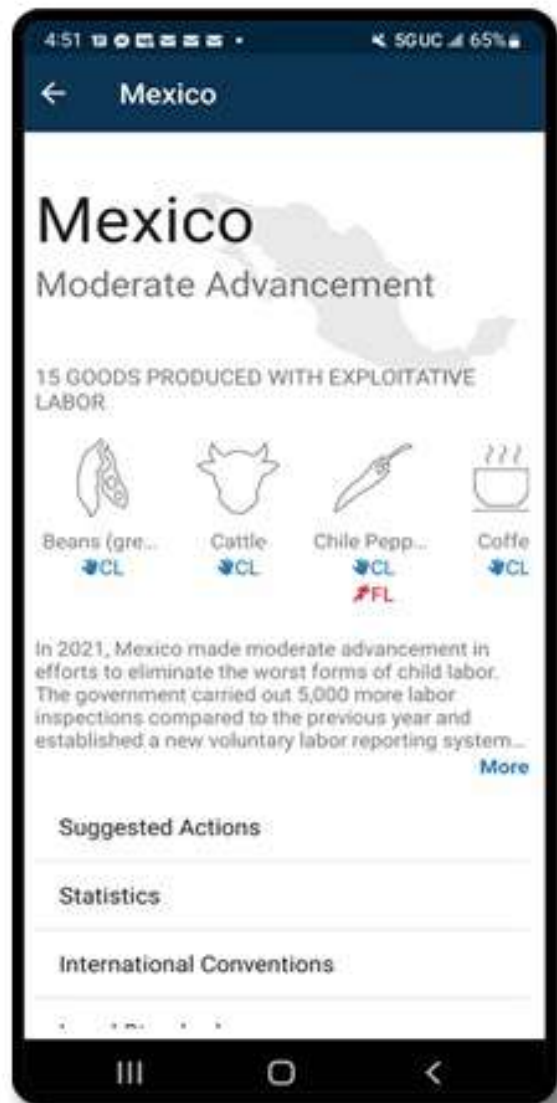 4:51
5GUC 65%
Mexico
Mexico
Moderate Advancement
15 GOODS PRODUCED WITH EXPLOITATIVE
LABOR
Beans (gre... Cattle Chile Pepp... Coffe
CL CL CL CL
FL
In 2021, Mexico made moderate advancement in
efforts to eliminate the worst forms of child labor.
The government carried out 5,000 more labor
inspections compared to the previous year and
established a new voluntary labor reporting system...
More
Suggested Actions
Statistics
International Conventions